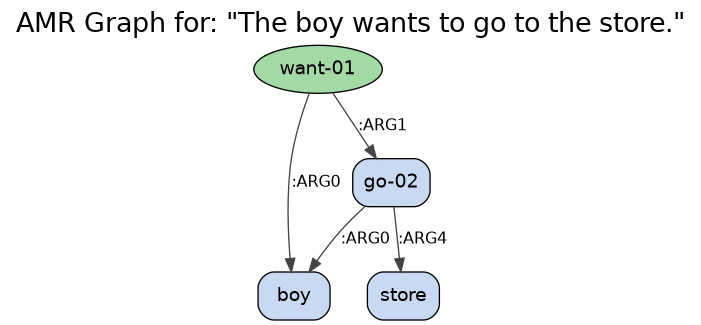 AMR Graph for: "The boy wants to go to the store."
want-01
:ARG1
:ARG0
go-02
:ARG0
:ARG4
boy
store